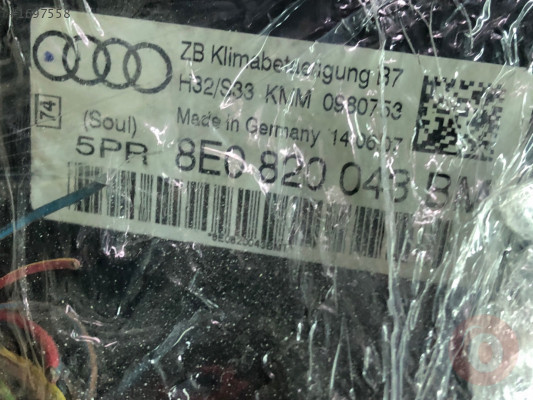 ZB Klimabetätigung B7
H32/S33 KMM 0980753
74
(Soul)
Made in Germany 14.06.07
5PR 8E0 820 043 BM